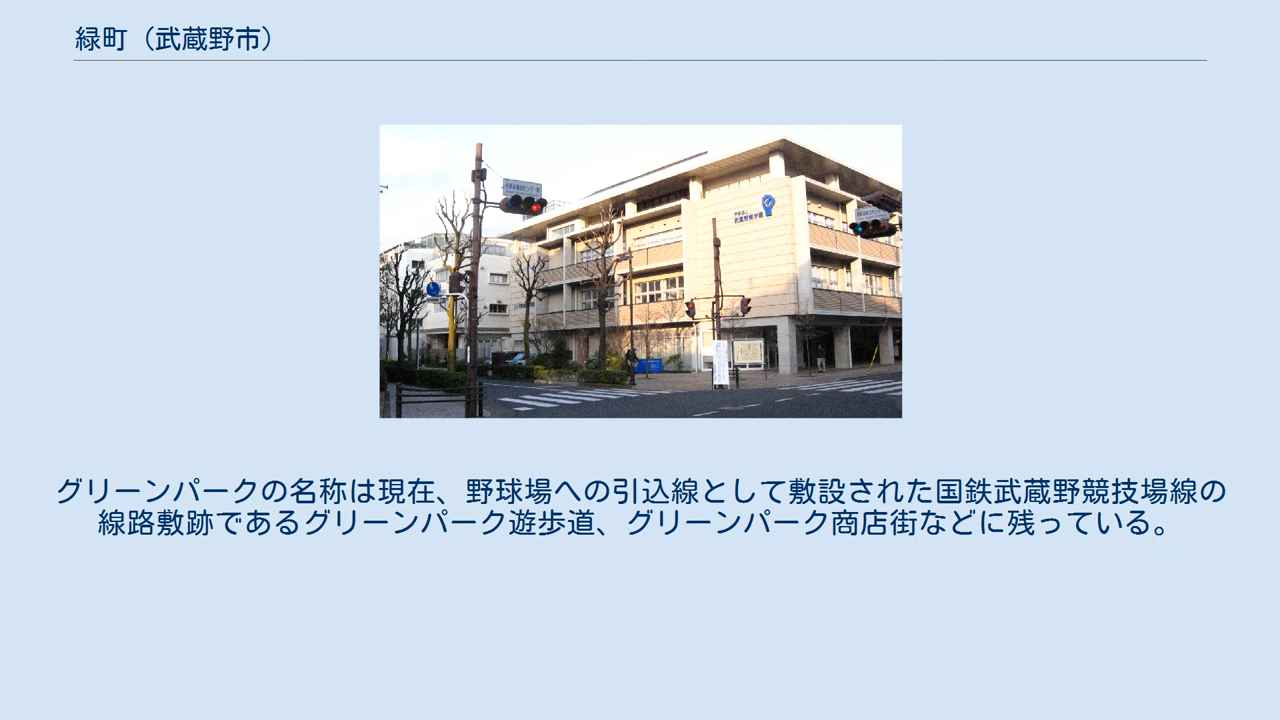 緑町（武蔵野市）
グリーンパークの名称は現在、野球場への引込線として敷設された国鉄武蔵野競技場線の
線路敷跡であるグリーンパーク遊歩道、グリーンパーク商店街などに残っている。